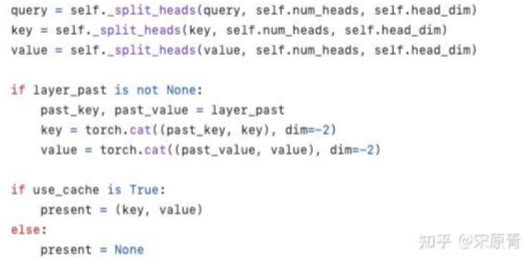 query = self._split_heads(query, self.num_heads, self.head_dim)
key = self._split_heads(key, self.num_heads, self.head_dim)
value = self._split_heads(value, self.num_heads, self.head_dim)

if layer_past is not None:
    past_key, past_value = layer_past
    key = torch.cat((past_key, key), dim=-2)
    value = torch.cat((past_value, value), dim=-2)

if use_cache is True:
    present = (key, value)
else:
    present = None
知乎 @宋原青